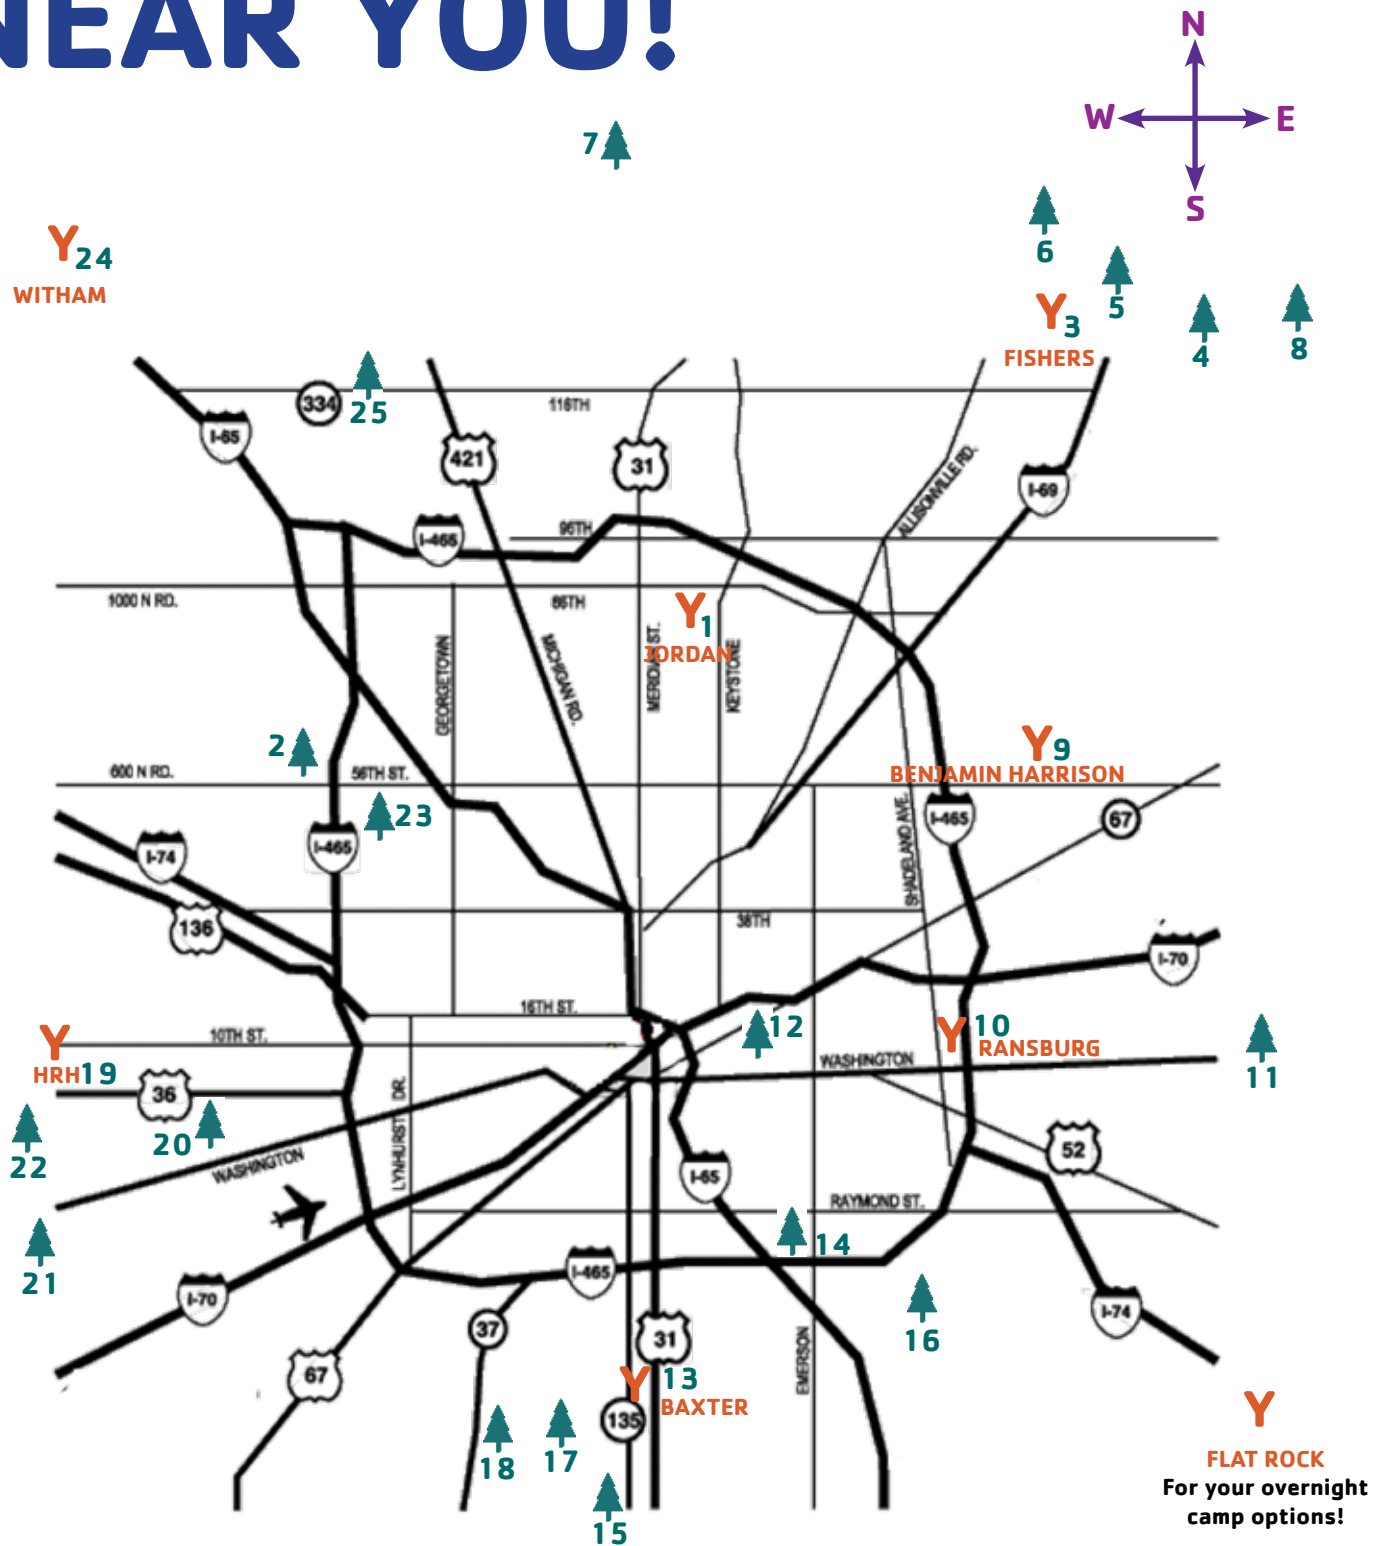 NEAR YOU!
N
W E
S
7
6
Y24
WITHAM
5
Y3
FISHERS
4
8
334
25
116TH
I-65
421
31
ALLISONVILLE RD.
I-69
96TH
I-465
1000 N RD.
86TH
Y1
JORDAN
GEORGETOWN
MICHIGAN RD.
MERIDIAN ST.
KEYSTONE
2
Y9
BENJAMIN HARRISON
600 N RD.
56TH ST.
23
I-465
I-465
67
I-74
SHADELAND AVE.
136
38TH
I-70
16TH ST.
12
Y 10
RANSBURG
10TH ST.
Y
HRH19
WASHINGTON
11
36
20
22
LYNHURST DR.
52
WASHINGTON
I-65
RAYMOND ST.
14
21
I-465
I-70
16
I-74
37
31
EMERSON
67
Y 13
BAXTER
135
18
17
15
Y
FLAT ROCK
For your overnight
camp options!